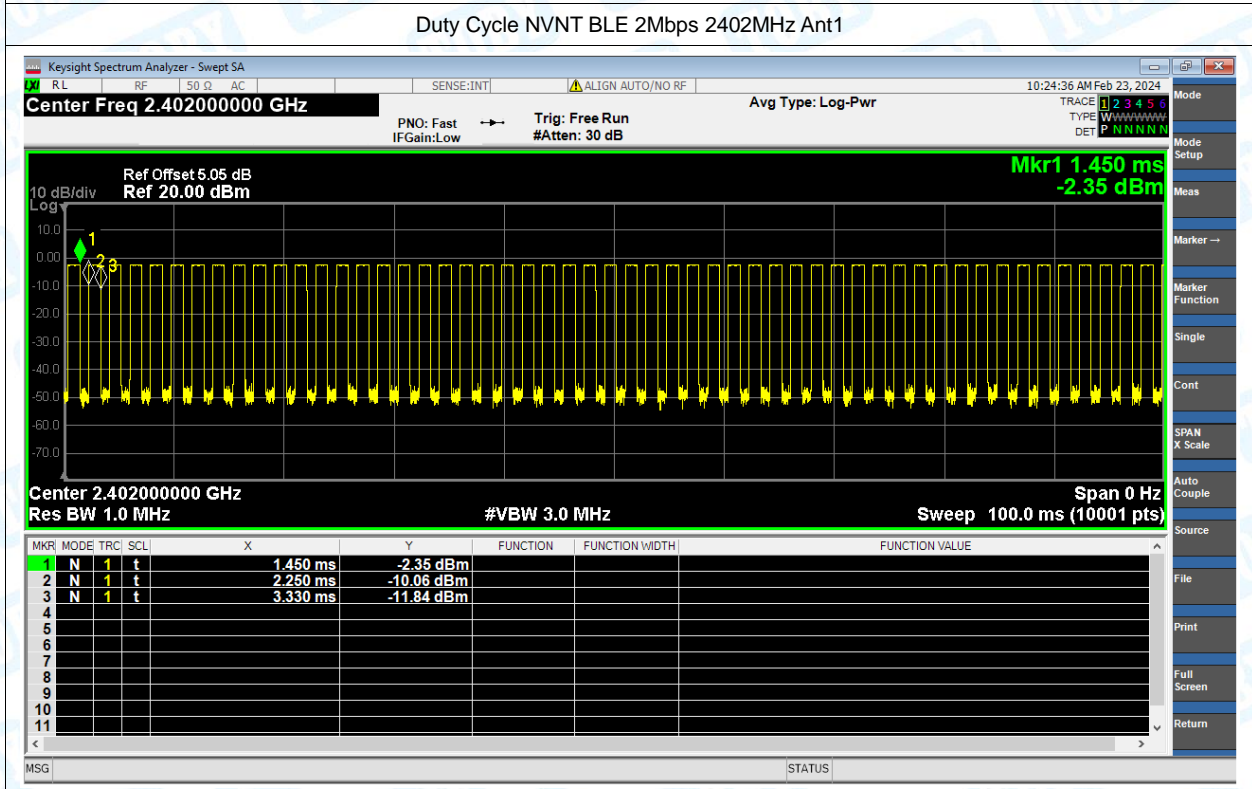 Duty Cycle NVNT BLE 2Mbps 2402MHz Ant1
Keysight Spectrum Analyzer - Swept SA
LXI RL RF 50 Ω AC SENSE:INT ALIGN AUTO/NO RF 10:24:36 AM Feb 23, 2024
Center Freq 2.402000000 GHz Avg Type: Log-Pwr TRACE 1 2 3 4 5 6
PNO: Fast Trig: Free Run TYPE WWWWWW
IFGain:Low #Atten: 30 dB DET P N N N N N
Mkr1 1.450 ms
-2.35 dBm
Ref Offset 5.05 dB
10 dB/div Ref 20.00 dBm
Log
10.0
0.00
-10.0
-20.0
-30.0
-40.0
-50.0
-60.0
-70.0
1
2
3
Center 2.402000000 GHz Span 0 Hz
Res BW 1.0 MHz #VBW 3.0 MHz Sweep 100.0 ms (10001 pts)
MKR MODE TRC SCL X Y FUNCTION FUNCTION WIDTH FUNCTION VALUE
1 N 1 t 1.450 ms -2.35 dBm
2 N 1 t 2.250 ms -10.06 dBm
3 N 1 t 3.330 ms -11.84 dBm
4
5
6
7
8
9
10
11
MSG STATUS
Mode
Mode Setup
Meas
Marker →
Marker Function
Single
Cont
SPAN X Scale
Auto Couple
Source
File
Print
Full Screen
Return